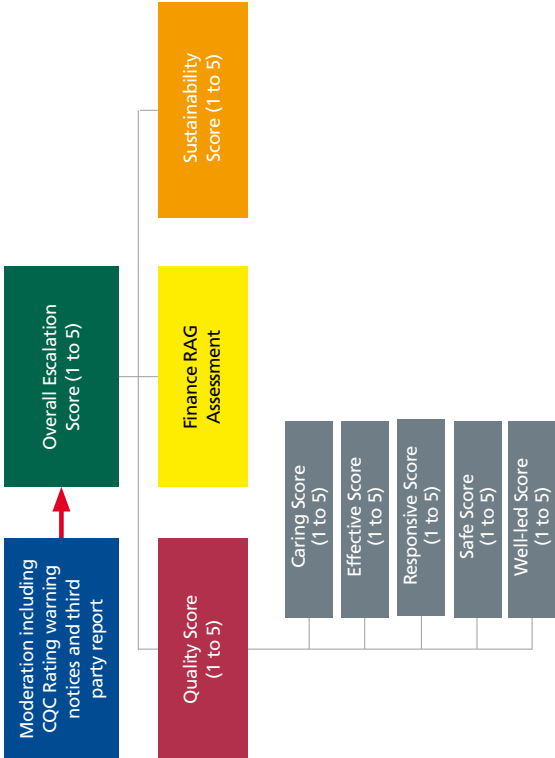 Moderation including
CQC Rating warning
notices and third
party report
Overall Escalation
Score (1 to 5)
Quality Score
(1 to 5)
Finance RAG
Assessment
Sustainability
Score (1 to 5)
Caring Score
(1 to 5)
Effective Score
(1 to 5)
Responsive Score
(1 to 5)
Safe Score
(1 to 5)
Well-led Score
(1 to 5)